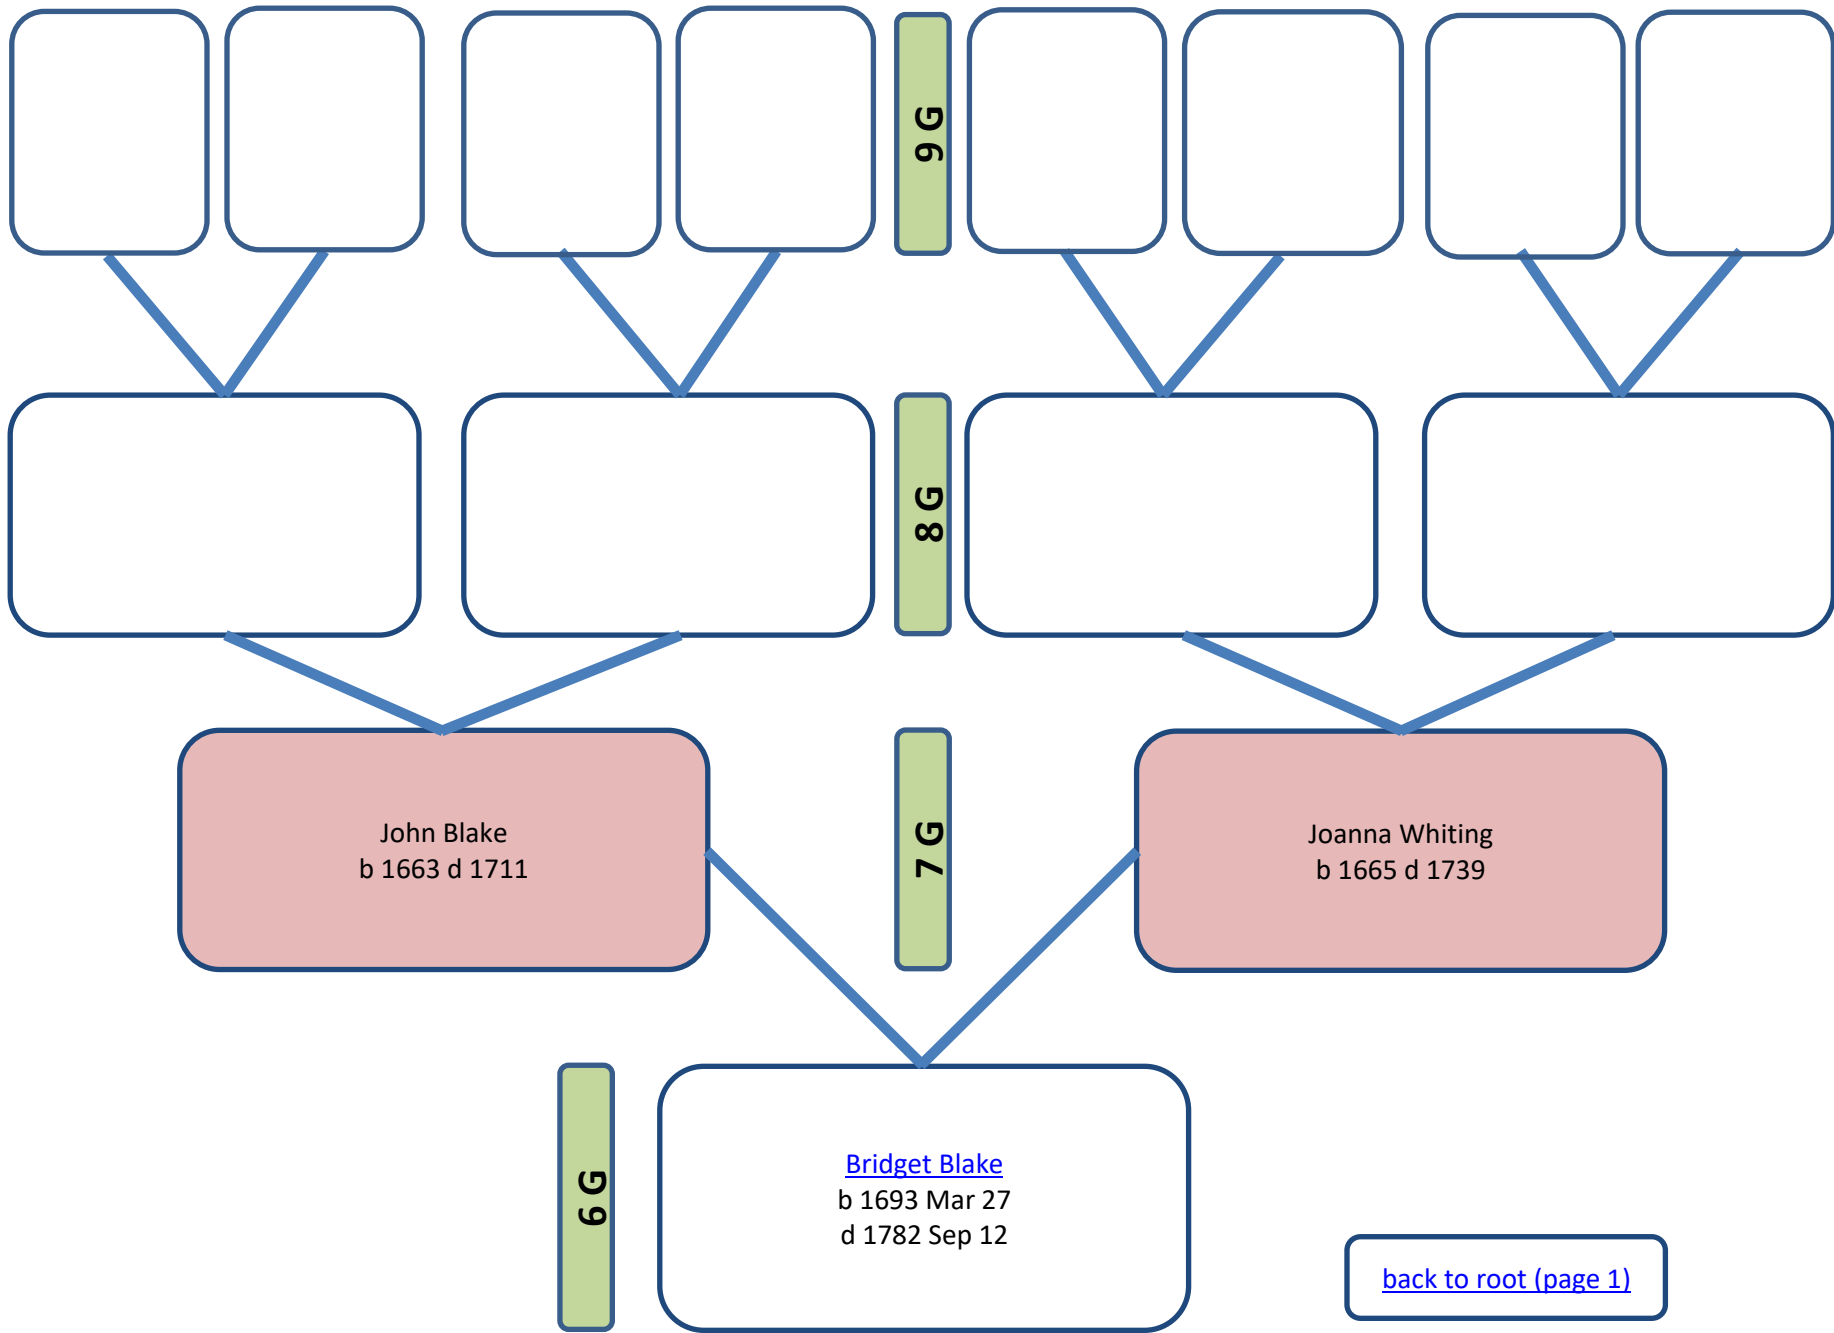 9 G
8 G
John Blake
b 1663 d 1711
7 G
Joanna Whiting
b 1665 d 1739
6 G
Bridget Blake
b 1693 Mar 27
d 1782 Sep 12
back to root (page 1)